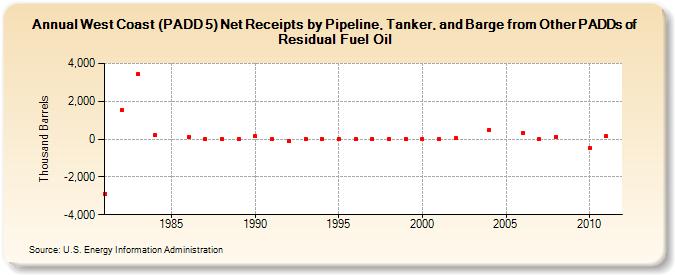 Annual West Coast (PADD 5) Net Receipts by Pipeline, Tanker, and Barge from Other PADDs of
Residual Fuel Oil
Thousand Barrels
4,000
2,000
0
-2,000
-4,000
1985
1990
1995
2000
2005
2010
Source: U.S. Energy Information Administration